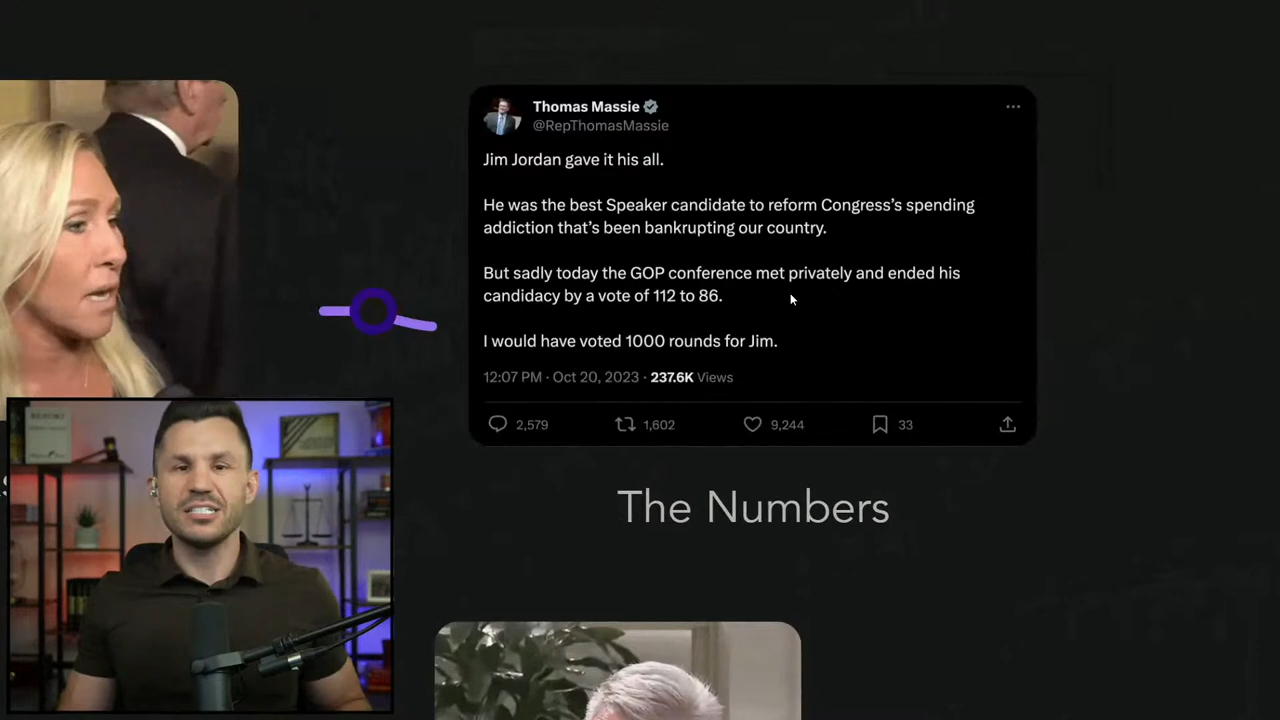 Thomas Massie
@RepThomasMassie
Jim Jordan gave it his all.
He was the best Speaker candidate to reform Congress’s spending
addiction that’s been bankrupting our country.
But sadly today the GOP conference met privately and ended his
candidacy by a vote of 112 to 86.
I would have voted 1000 rounds for Jim.
12:07 PM · Oct 20, 2023 · 237.6K Views
2,579 1,602 9,244 33
The Numbers